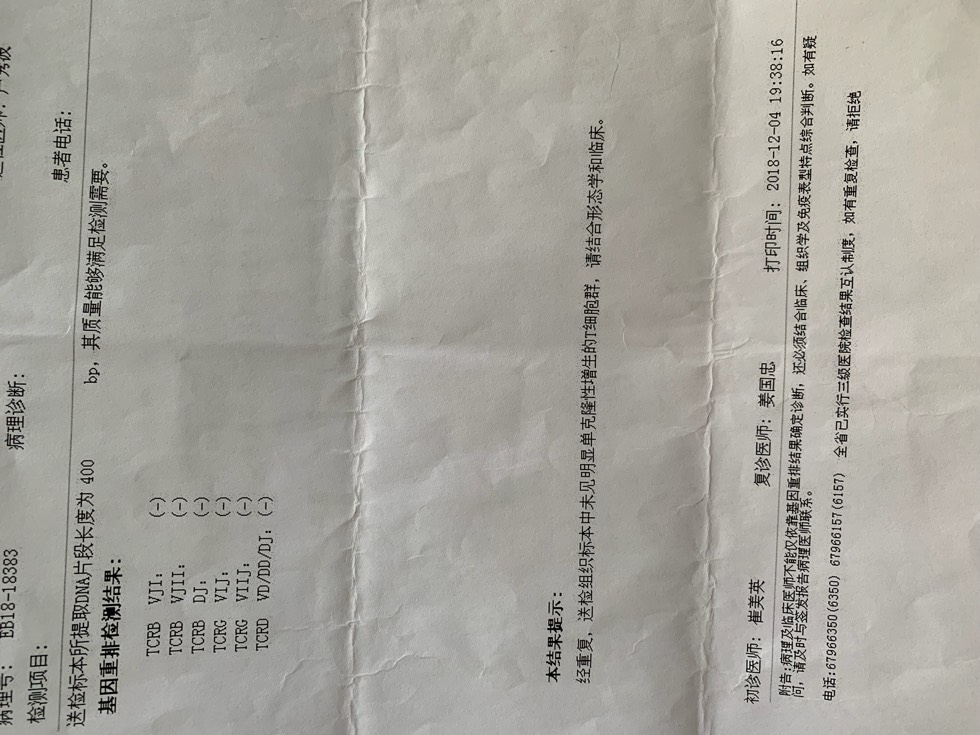 病理号: EB18-18383
病理诊断:
检测项目:
患者电话:
送检标本所提取DNA片段长度为 400 bp, 其质量能够满足检测需要。
基因重排检测结果:
TCRB VJI: (-)
TCRB VJII: (-)
TCRB DJ: (-)
TCRG VIJ: (-)
TCRG VIIJ: (-)
TCRD VD/DD/DJ: (-)
本结果提示:
经重复, 送检组织标本中未见明显单克隆性增生的T细胞群, 请结合形态学和临床。
初诊医师: 崔美英 复诊医师: 姜国忠 打印时间: 2018-12-04 19:38:16
附告:病理及临床医师不能仅依靠基因重排结果确定诊断, 还必须结合临床、组织学及免疫表型特点综合判断。如有疑
问, 请及时与签发报告病理医师联系。
电话:67966350(6350) 67966157(6157) 全省已实行三级医院检查结果互认制度, 如有重复检查, 请拒绝